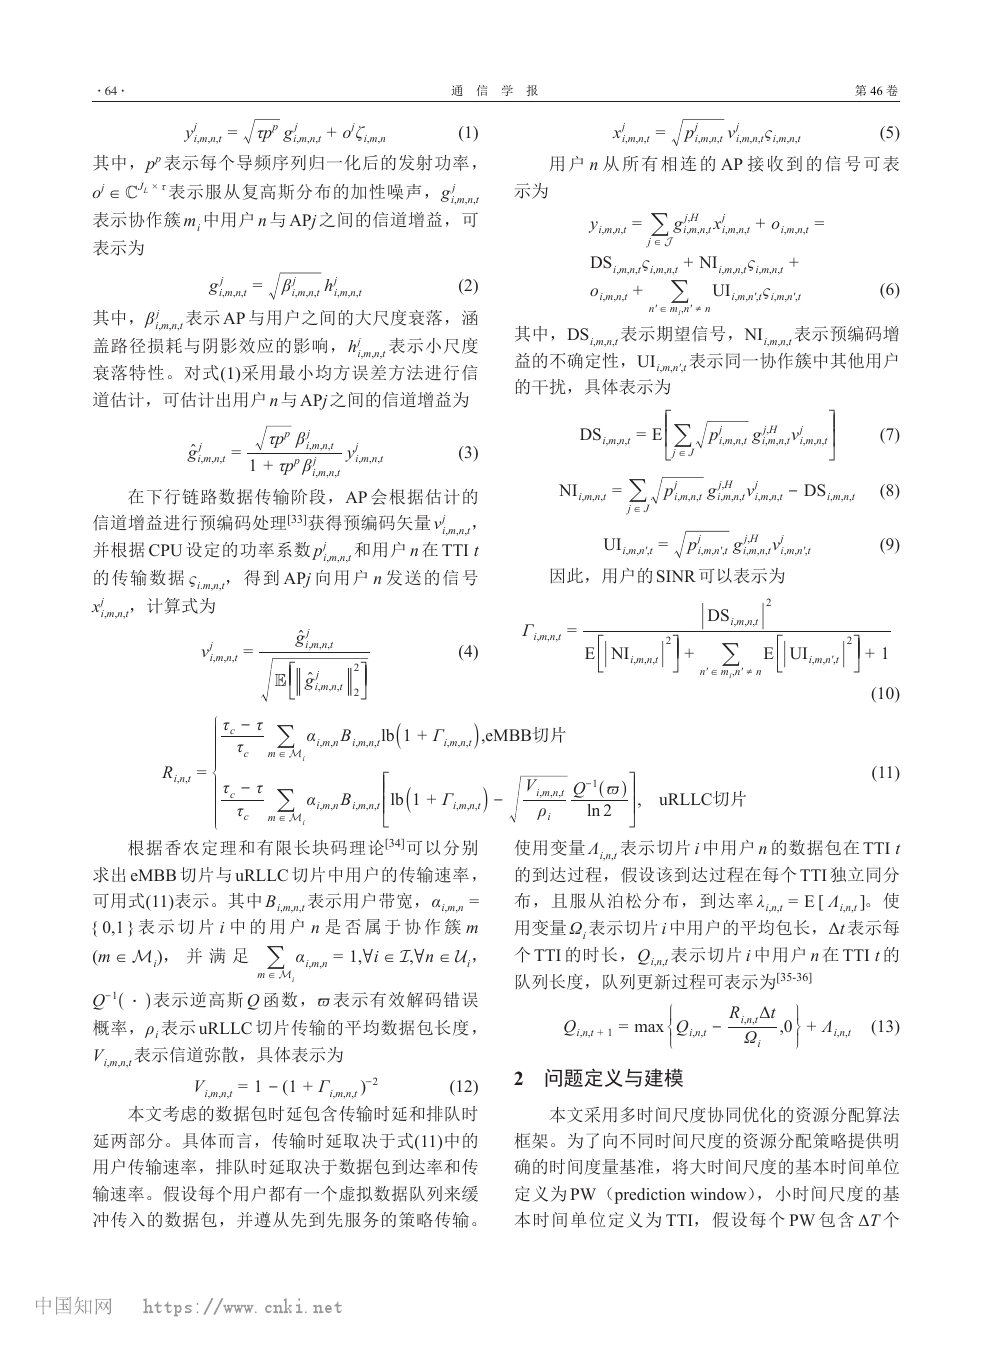 ·64·
通 信 学 报
第 46 卷
y^j_{i,m,n,t} = √(τp^p) g^j_{i,m,n,t} + o^j ζ_{i,m,n} (1)
其中，p^p 表示每个导频序列归一化后的发射功率，
o^j ∈ ℂ^{J_L × τ} 表示服从复高斯分布的加性噪声，g^j_{i,m,n,t}
表示协作簇 m_i 中用户 n 与 APj 之间的信道增益，可
表示为
g^j_{i,m,n,t} = √(β^j_{i,m,n,t}) h^j_{i,m,n,t} (2)
其中，β^j_{i,m,n,t} 表示 AP 与用户之间的大尺度衰落，涵
盖路径损耗与阴影效应的影响，h^j_{i,m,n,t} 表示小尺度
衰落特性。对式(1)采用最小均方误差方法进行信
道估计，可估计出用户 n 与 APj 之间的信道增益为
ĝ^j_{i,m,n,t} = (√(τp^p) β^j_{i,m,n,t}) / (1 + τp^p β^j_{i,m,n,t}) y^j_{i,m,n,t} (3)
在下行链路数据传输阶段，AP 会根据估计的
信道增益进行预编码处理[33]获得预编码矢量 v^j_{i,m,n,t}，
并根据 CPU 设定的功率系数 p^j_{i,m,n,t} 和用户 n 在 TTI t
的传输数据 ς_{i,m,n,t}，得到 APj 向用户 n 发送的信号
x^j_{i,m,n,t}，计算式为
v^j_{i,m,n,t} = ĝ^j_{i,m,n,t} / √(𝔼[‖ĝ^j_{i,m,n,t}‖^2_2]) (4)
x^j_{i,m,n,t} = √(p^j_{i,m,n,t}) v^j_{i,m,n,t} ς_{i,m,n,t} (5)
用户 n 从所有相连的 AP 接收到的信号可表
示为
y_{i,m,n,t} = ∑_{j∈𝒥} g^{j,H}_{i,m,n,t} x^j_{i,m,n,t} + o_{i,m,n,t} =
DS_{i,m,n,t} ς_{i,m,n,t} + NI_{i,m,n,t} ς_{i,m,n,t} +
o_{i,m,n,t} + ∑_{n′∈m_i,n′≠n} UI_{i,m,n′,t} ς_{i,m,n′,t} (6)
其中，DS_{i,m,n,t} 表示期望信号，NI_{i,m,n,t} 表示预编码增
益的不确定性，UI_{i,m,n′,t} 表示同一协作簇中其他用户
的干扰，具体表示为
DS_{i,m,n,t} = E[∑_{j∈J} √(p^j_{i,m,n,t}) g^{j,H}_{i,m,n,t} v^j_{i,m,n,t}] (7)
NI_{i,m,n,t} = ∑_{j∈J} √(p^j_{i,m,n,t}) g^{j,H}_{i,m,n,t} v^j_{i,m,n,t} − DS_{i,m,n,t} (8)
UI_{i,m,n′,t} = √(p^j_{i,m,n′,t}) g^{j,H}_{i,m,n,t} v^j_{i,m,n′,t} (9)
因此，用户的 SINR 可以表示为
Γ_{i,m,n,t} = |DS_{i,m,n,t}|^2 / (E[|NI_{i,m,n,t}|^2] + ∑_{n′∈m_i,n′≠n} E[|UI_{i,m,n′,t}|^2] + 1)
(10)
R_{i,n,t} = { (τ_c − τ)/τ_c ∑_{m∈ℳ_i} α_{i,m,n} B_{i,m,n,t} lb(1 + Γ_{i,m,n,t}),eMBB切片
(τ_c − τ)/τ_c ∑_{m∈ℳ_i} α_{i,m,n} B_{i,m,n,t} [lb(1 + Γ_{i,m,n,t}) − √(V_{i,m,n,t}/ρ_i) Q^{−1}(ϖ)/ln 2], uRLLC切片 (11)
根据香农定理和有限长块码理论[34]可以分别
求出 eMBB 切片与 uRLLC 切片中用户的传输速率，
可用式(11)表示。其中 B_{i,m,n,t} 表示用户带宽，α_{i,m,n} =
{0,1} 表示切片 i 中的用户 n 是否属于协作簇 m
(m ∈ ℳ_i)，并满足 ∑_{m∈ℳ_i} α_{i,m,n} = 1,∀i ∈ ℐ,∀n ∈ 𝒰_i，
Q^{−1}(·) 表示逆高斯 Q 函数，ϖ 表示有效解码错误
概率，ρ_i 表示 uRLLC 切片传输的平均数据包长度，
V_{i,m,n,t} 表示信道弥散，具体表示为
V_{i,m,n,t} = 1 − (1 + Γ_{i,m,n,t})^{−2} (12)
本文考虑的数据包时延包含传输时延和排队时
延两部分。具体而言，传输时延取决于式(11)中的
用户传输速率，排队时延取决于数据包到达率和传
输速率。假设每个用户都有一个虚拟数据队列来缓
冲传入的数据包，并遵从先到先服务的策略传输。
使用变量 Λ_{i,n,t} 表示切片 i 中用户 n 的数据包在 TTI t
的到达过程，假设该到达过程在每个 TTI 独立同分
布，且服从泊松分布，到达率 λ_{i,n,t} = E[Λ_{i,n,t}]。使
用变量 Ω_i 表示切片 i 中用户的平均包长，Δt 表示每
个 TTI 的时长，Q_{i,n,t} 表示切片 i 中用户 n 在 TTI t 的
队列长度，队列更新过程可表示为[35-36]
Q_{i,n,t+1} = max{Q_{i,n,t} − R_{i,n,t}Δt/Ω_i ,0} + Λ_{i,n,t} (13)
2 问题定义与建模
本文采用多时间尺度协同优化的资源分配算法
框架。为了向不同时间尺度的资源分配策略提供明
确的时间度量基准，将大时间尺度的基本时间单位
定义为 PW（prediction window），小时间尺度的基
本时间单位定义为 TTI，假设每个 PW 包含 ΔT 个
中国知网 https://www.cnki.net